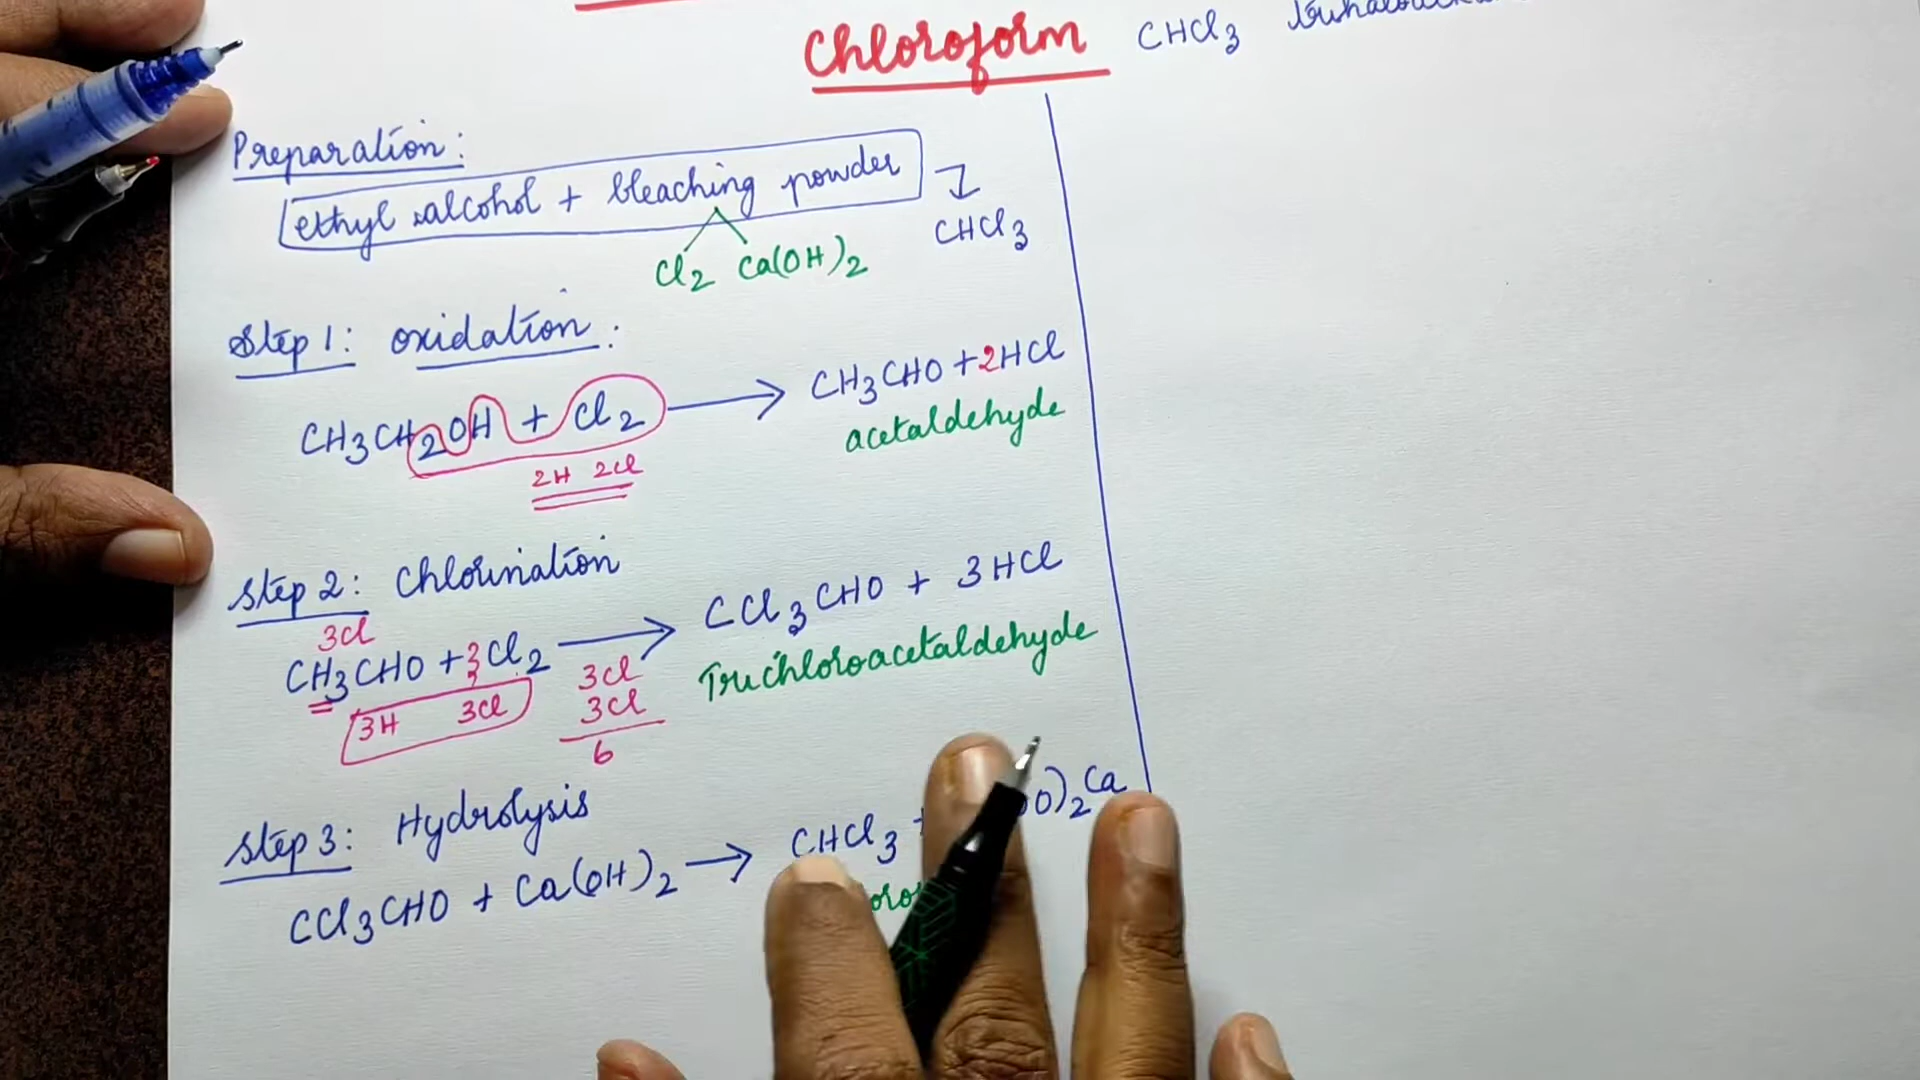 Chloroform CHCl3
Preparation:
ethyl alcohol + bleaching powder
CHCl3
Cl2 Ca(OH)2
Step 1: oxidation:
CH3CH2OH + Cl2 → CH3CHO + 2HCl
acetaldehyde
2H 2Cl
Step 2: Chlorination
3Cl
CH3CHO + 3Cl2 → CCl3CHO + 3HCl
Trichloroacetaldehyde
3H 3Cl
3Cl
3Cl
6
Step 3: Hydrolysis
CCl3CHO + Ca(OH)2 → CHCl3 + O)2Ca